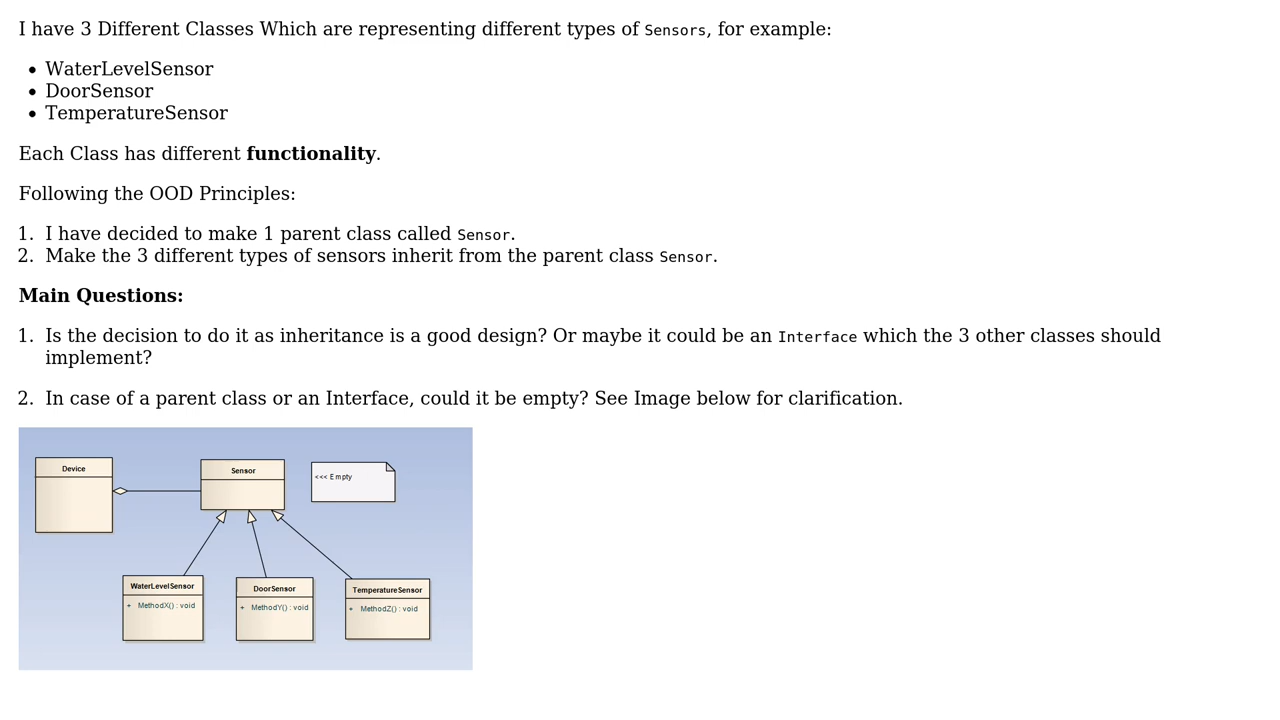 I have 3 Different Classes Which are representing different types of Sensors, for example:
• WaterLevelSensor
• DoorSensor
• TemperatureSensor
Each Class has different functionality.
Following the OOD Principles:
1. I have decided to make 1 parent class called Sensor.
2. Make the 3 different types of sensors inherit from the parent class Sensor.
Main Questions:
1. Is the decision to do it as inheritance is a good design? Or maybe it could be an Interface which the 3 other classes should
implement?
2. In case of a parent class or an Interface, could it be empty? See Image below for clarification.
Device
Sensor
<<< Empty
WaterLevelSensor
+ MethodX() : void
DoorSensor
+ MethodY() : void
TemperatureSensor
+ MethodZ() : void